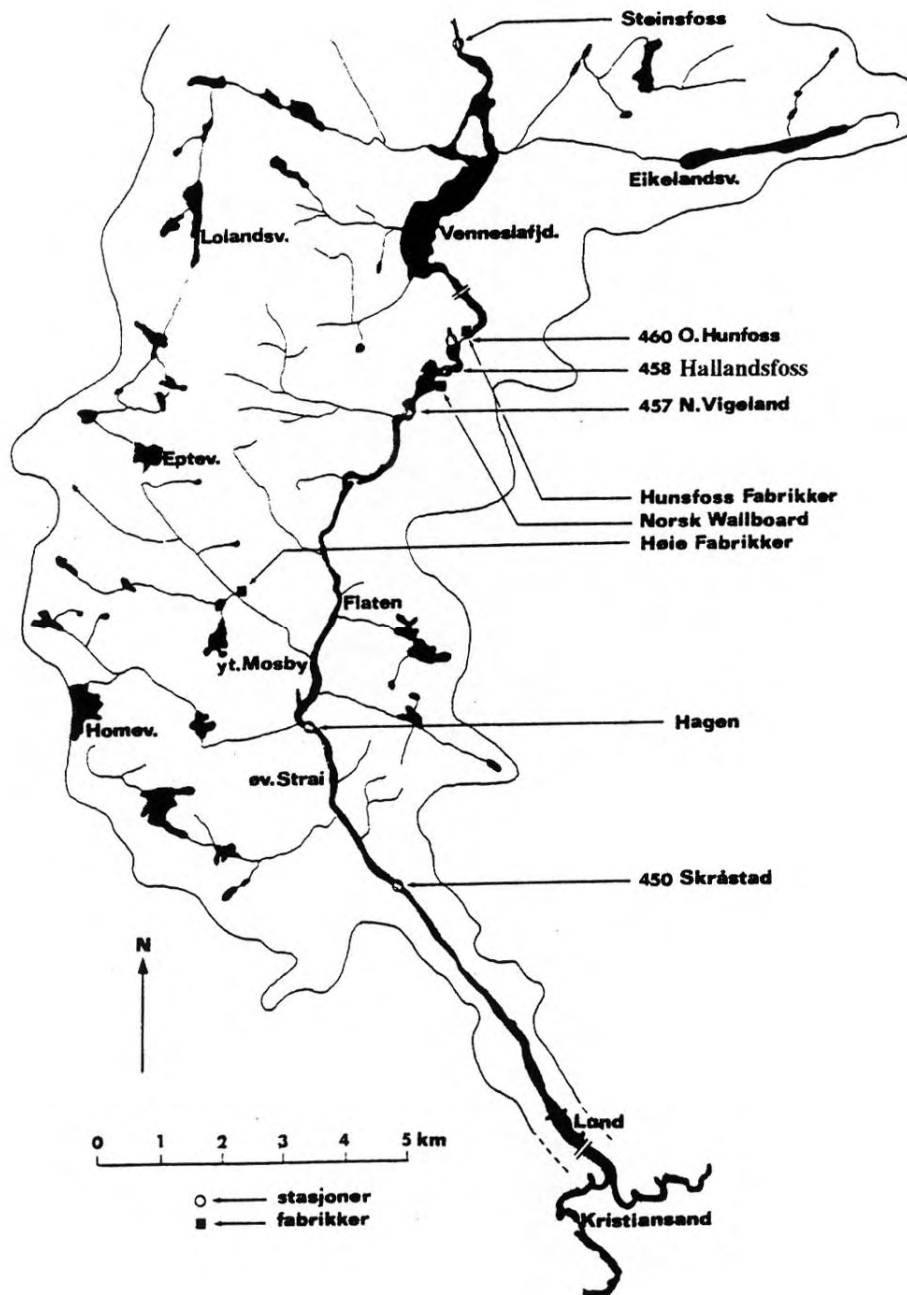 Steinsfoss
Eikelandsv.
Lolandsv.
Venneslafjd.
460 O. Hunfoss
458 Hallandsfoss
457 N. Vigeland
Eptev.
Hunsfoss Fabrikker
Norsk Wallboard
Høie Fabrikker
Flaten
yt. Mosby
Homev.
Hagen
øv. Strai
450 Skråstad
N
Lund
0 1 2 3 4 5 km
stasjoner
fabrikker
Kristiansand